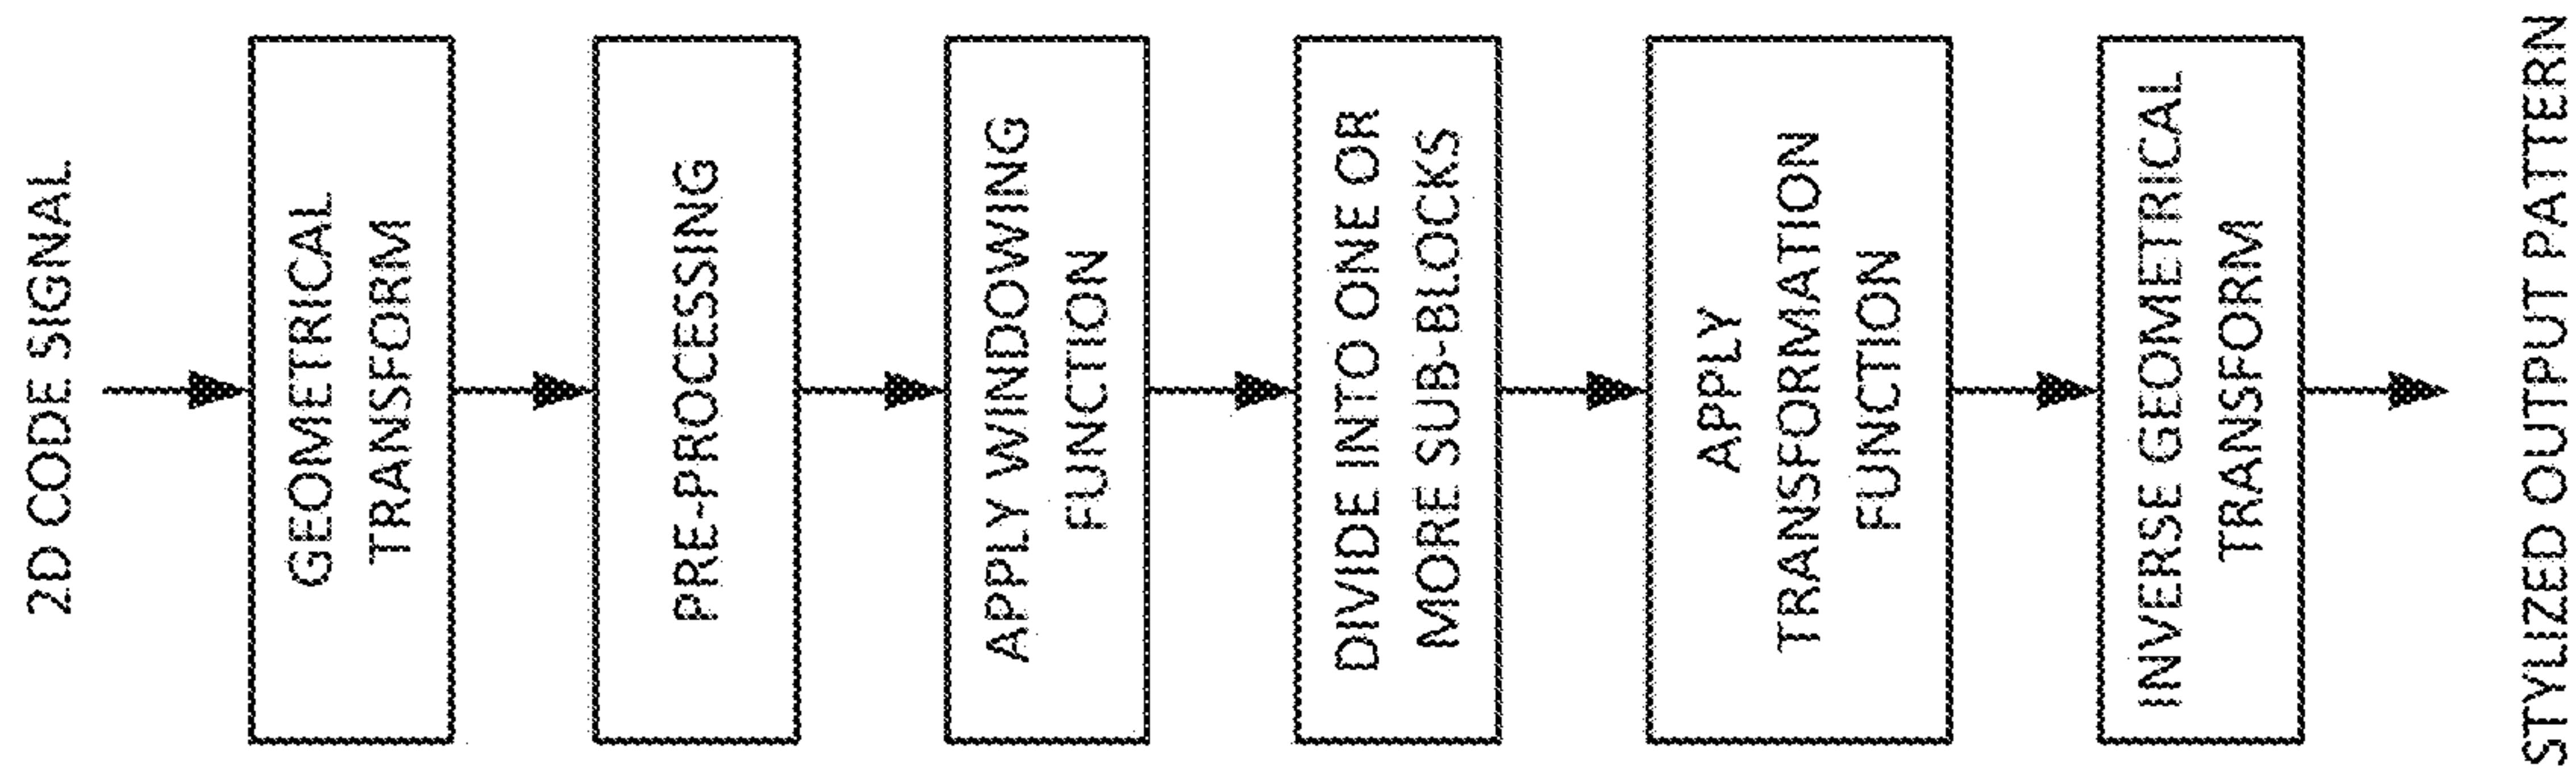 2D CODE SIGNAL
GEOMETRICAL
TRANSFORM
PRE-PROCESSING
APPLY WINDOWING
FUNCTION
DIVIDE INTO ONE OR
MORE SUB-BLOCKS
APPLY
TRANSFORMATION
FUNCTION
INVERSE GEOMETRICAL
TRANSFORM
STYLIZED OUTPUT PATTERN